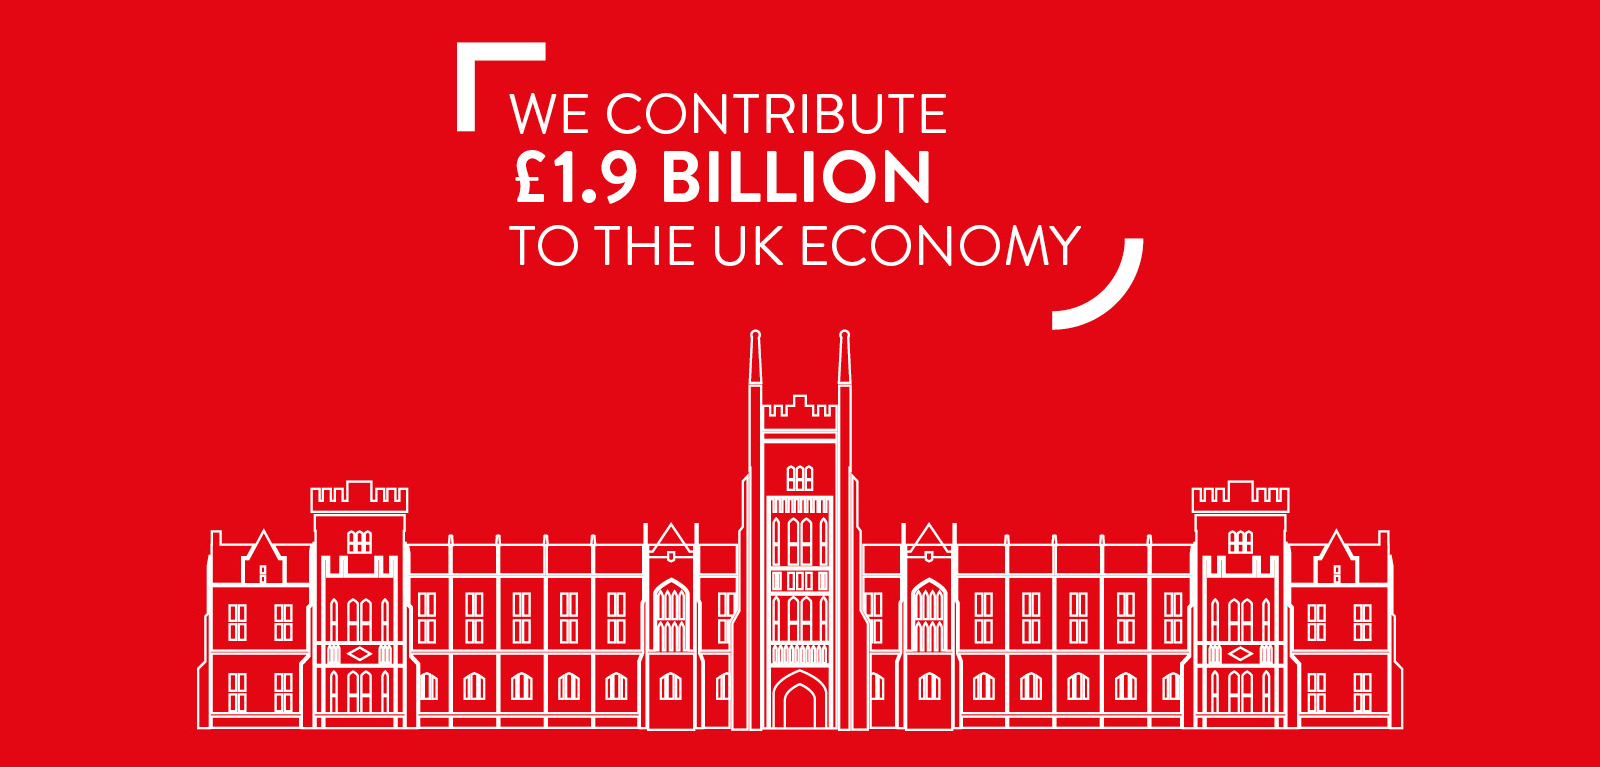 WE CONTRIBUTE
£1.9 BILLION
TO THE UK ECONOMY